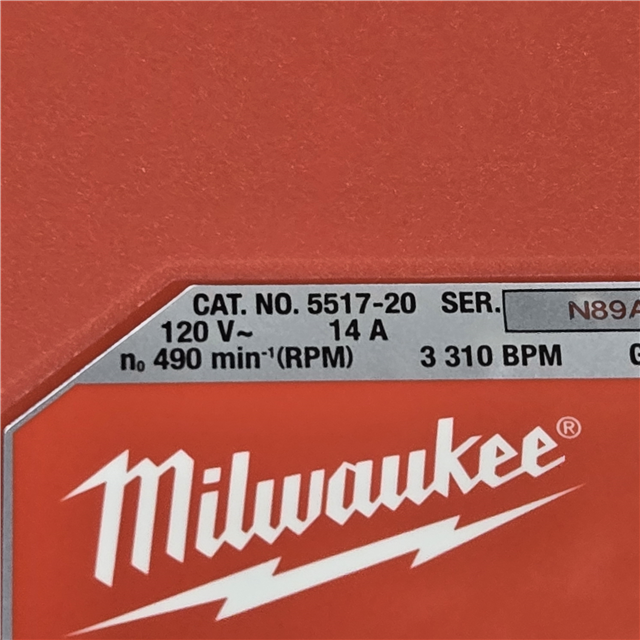 CAT. NO. 5517-20 SER. N89A
120 V~ 14 A
n₀ 490 min⁻¹(RPM) 3 310 BPM
Milwaukee®